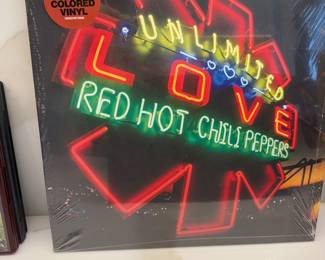 COLORED
VINYL
UNLIMITED
LOVE
RED HOT CHILI PEPPERS